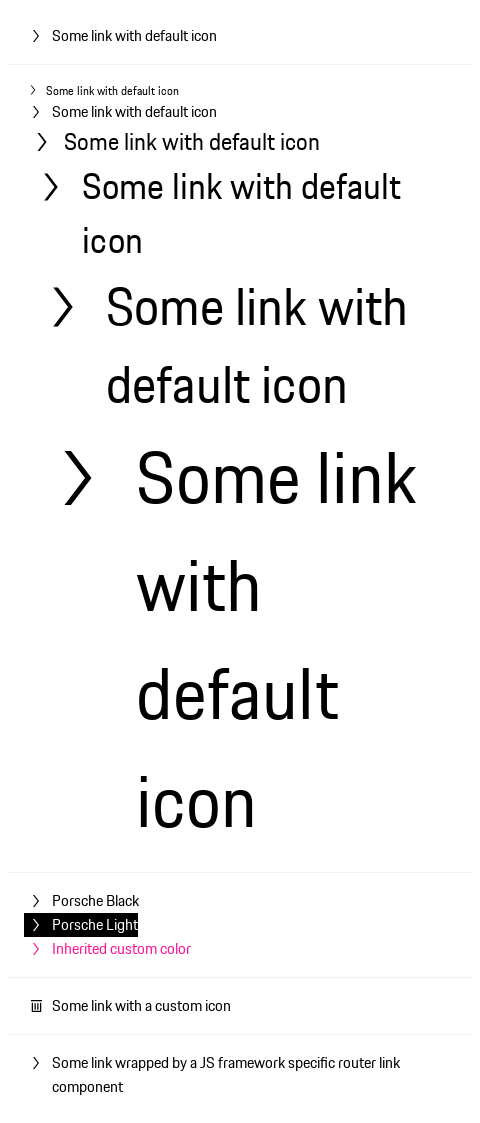 Some link with default icon
Some link with default icon
Some link with default icon
Some link with default icon
Some link with default
icon
Some link with
default icon
Some link
with
default
icon
Porsche Black
Porsche Light
Inherited custom color
Some link with a custom icon
Some link wrapped by a JS framework specific router link
component